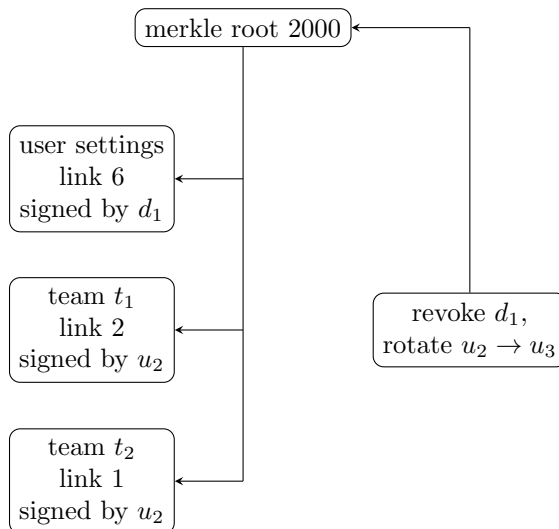 merkle root 2000
user settings
link 6
signed by d₁
team t₁
link 2
signed by u₂
revoke d₁,
rotate u₂ → u₃
team t₂
link 1
signed by u₂